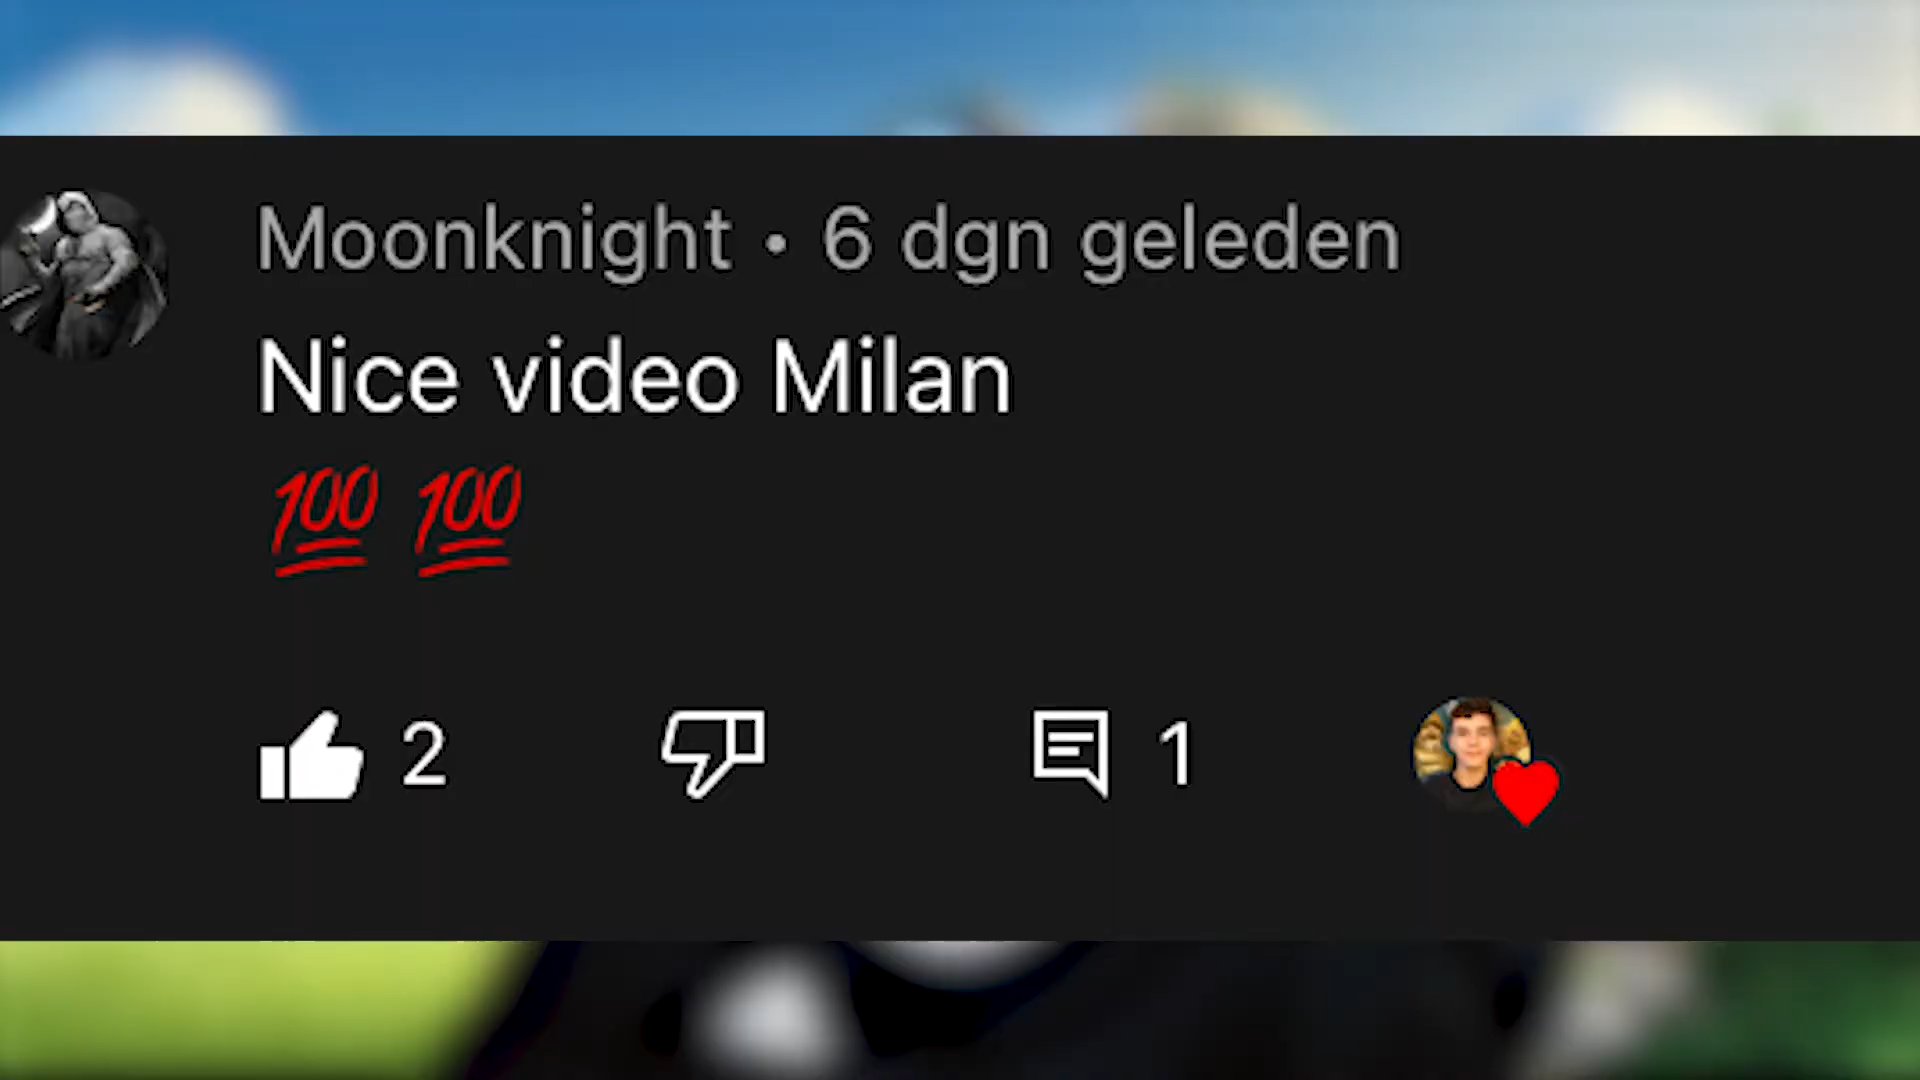 Moonknight • 6 dgn geleden
Nice video Milan
💯 💯
2 1